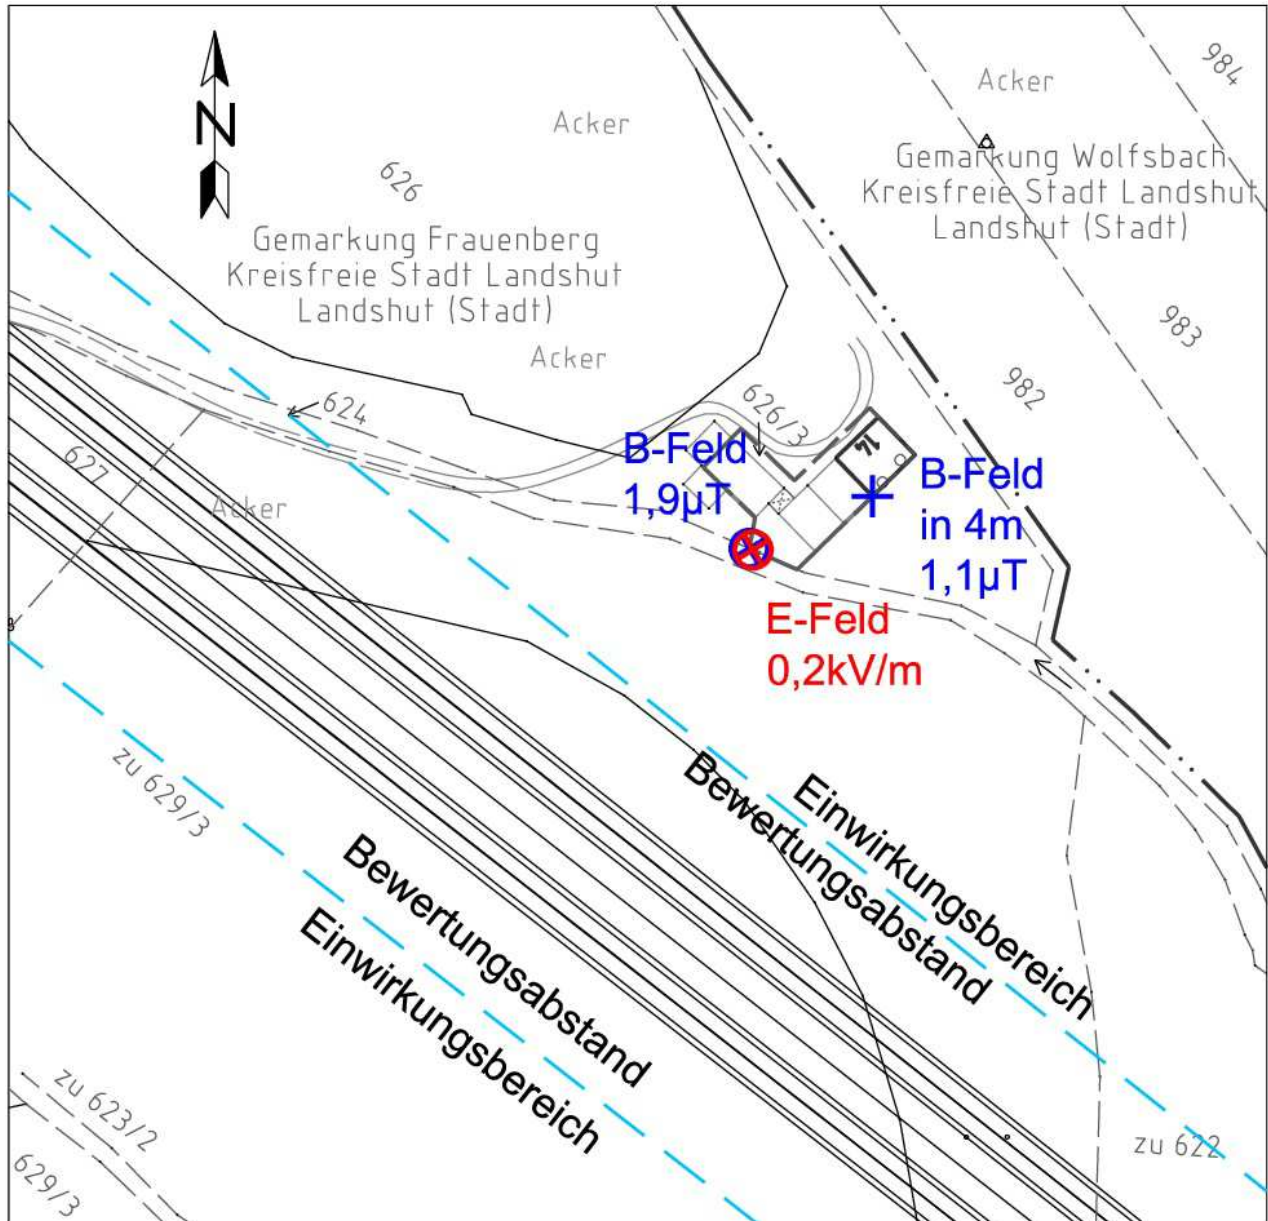 984
Acker
Acker
N
Gemarkung Wolfsbach
Kreisfreie Stadt Landshut
Landshut (Stadt)
626
Gemarkung Frauenberg
Kreisfreie Stadt Landshut
Landshut (Stadt)
983
Acker
982
624
626/3
B-Feld
1,9µT
627
14
B-Feld
in 4m
1,1µT
Acker
E-Feld
0,2kV/m
zu 629/3
Einwirkungsbereich
Bewertungsabstand
Bewertungsabstand
Einwirkungsbereich
zu 623/2
zu 622
629/3